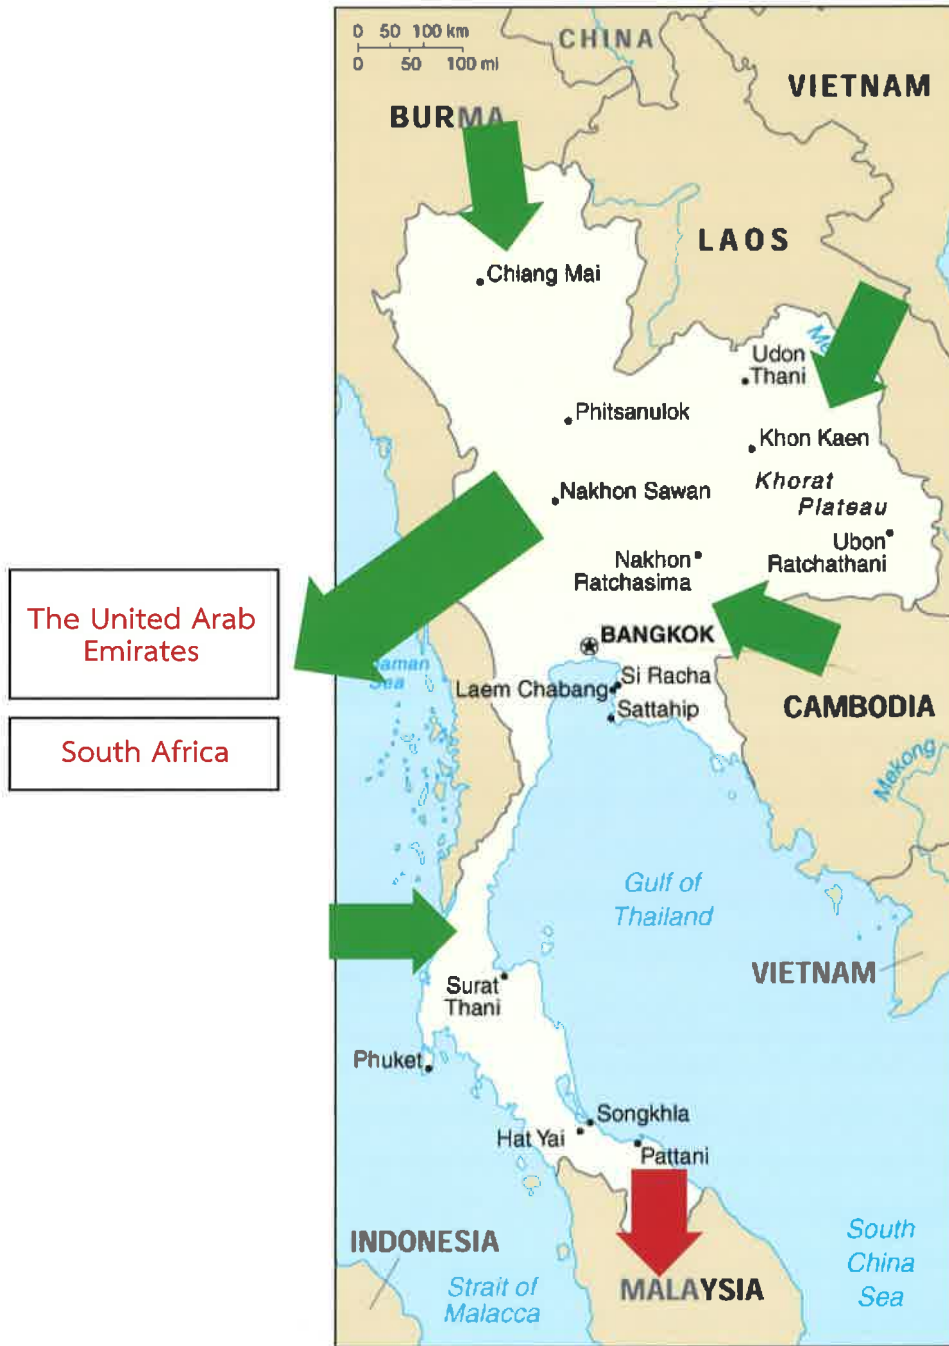 0 50 100 km
0 50 100 mi
CHINA
VIETNAM
BURMA
LAOS
Chiang Mai
Udon
Thani
Phitsanulok
Khon Kaen
Nakhon Sawan
Khorat
Plateau
Nakhon
Ratchasima
Ubon
Ratchathani
The United Arab
Emirates
BANGKOK
Sea
Si Racha
Laem Chabang
Sattahip
CAMBODIA
South Africa
Mekong
Gulf of
Thailand
VIETNAM
Surat
Thani
Phuket
Songkhla
Hat Yai
Pattani
INDONESIA
South
China
Sea
Strait of
Malacca
MALAYSIA